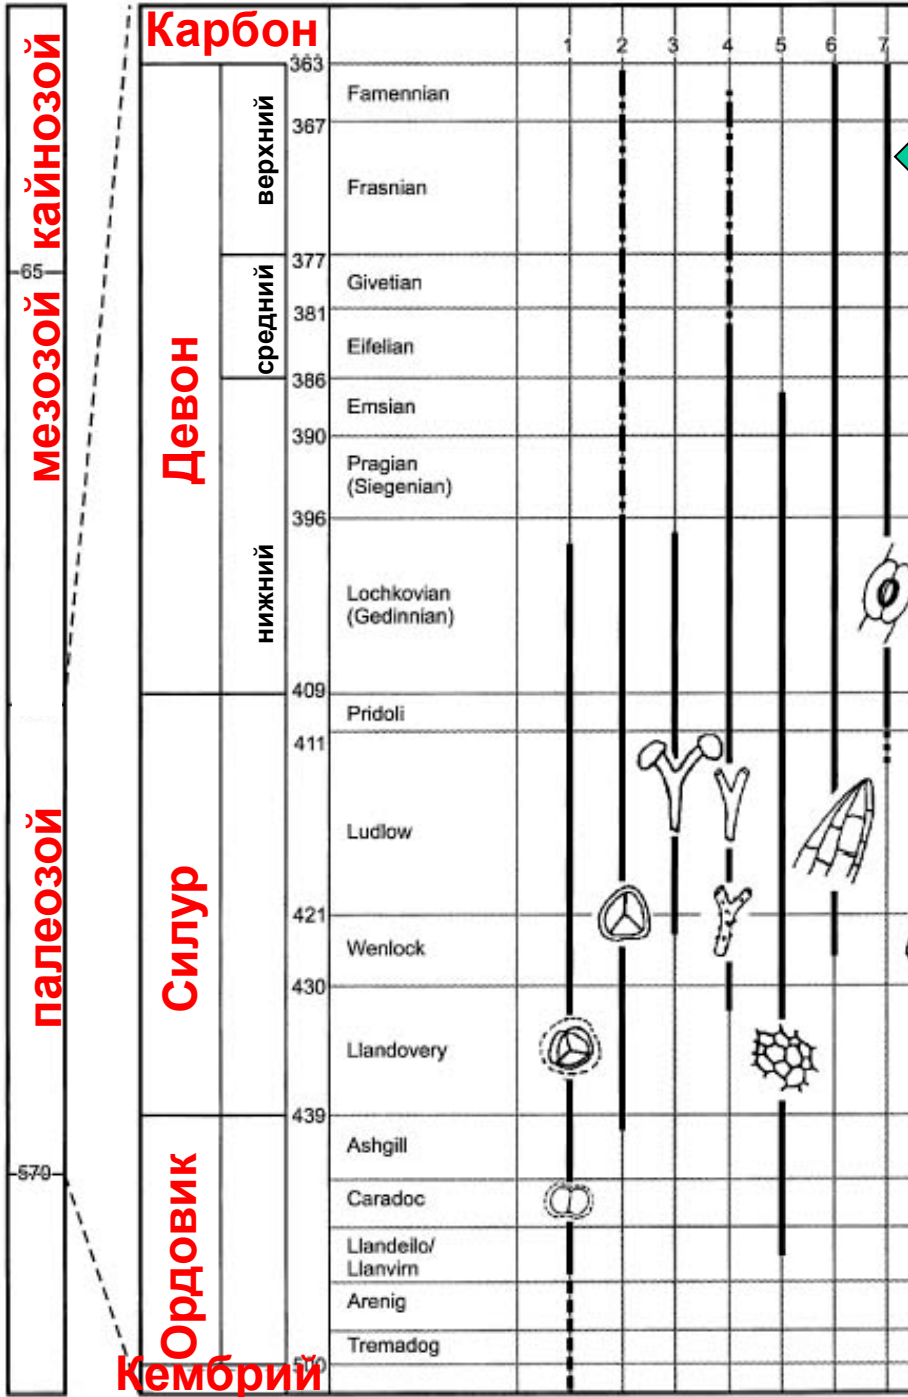 Карбон
1 2 3 4 5 6 7
363
Famennian
367
Frasnian
верхний
377
Givetian
381
Eifelian
средний
386
Emsian
390
Pragian
(Siegenian)
396
Lochkovian
(Gedinnian)
нижний
Девон
409
Pridoli
411
Ludlow
421
Wenlock
430
Llandovery
Силур
439
Ashgill
Caradoc
Llandeilo/
Llanvirn
Arenig
Tremadog
Ордовик
Кембрий
кайнозой
65
мезозой
палеозой
570